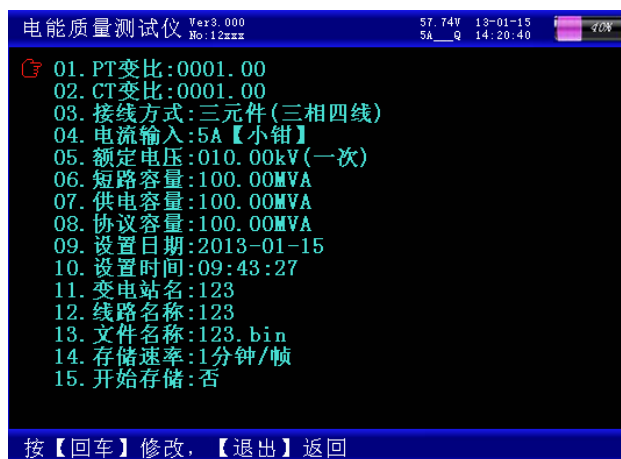 电能质量测试仪 Ver3.000 57.74V 13-01-15 40%
No:12xxx 5A__Q 14:20:40
01.PT变比:0001.00
02.CT变比:0001.00
03.接线方式:三元件(三相四线)
04.电流输入:5A【小钳】
05.额定电压:010.00kV(一次)
06.短路容量:100.00MVA
07.供电容量:100.00MVA
08.协议容量:100.00MVA
09.设置日期:2013-01-15
10.设置时间:09:43:27
11.变电站名:123
12.线路名称:123
13.文件名称:123.bin
14.存储速率:1分钟/帧
15.开始存储:否
按【回车】修改,【退出】返回